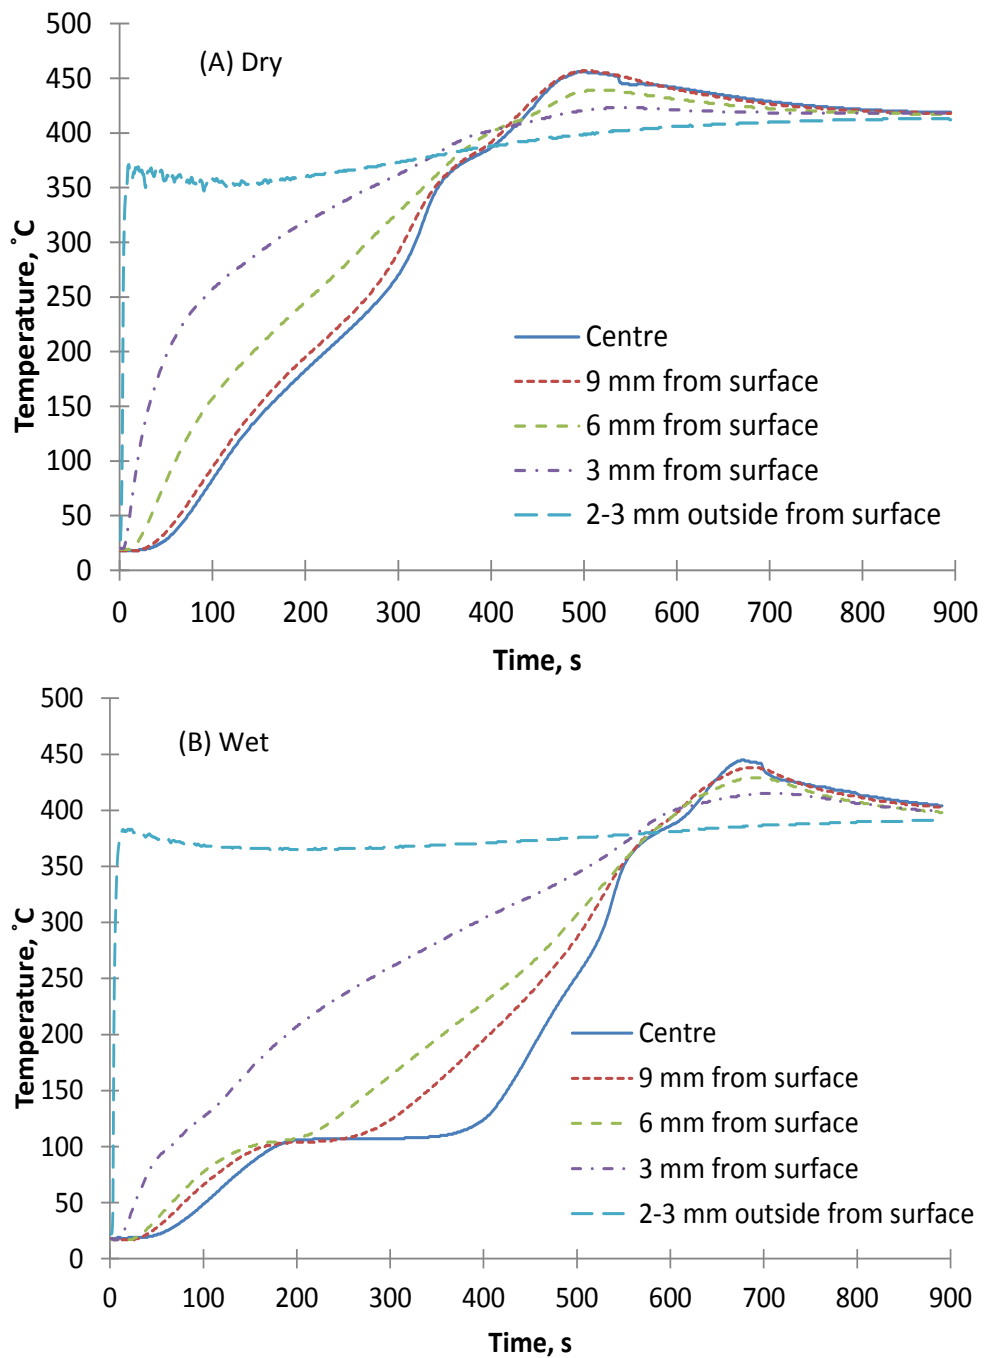 500
450
400
350
300
250
200
150
100
50
0
Temperature, ˚C
(A) Dry
Centre
9 mm from surface
6 mm from surface
3 mm from surface
2-3 mm outside from surface
0 100 200 300 400 500 600 700 800 900
Time, s
500
450
400
350
300
250
200
150
100
50
0
Temperature, ˚C
(B) Wet
Centre
9 mm from surface
6 mm from surface
3 mm from surface
2-3 mm outside from surface
0 100 200 300 400 500 600 700 800 900
Time, s